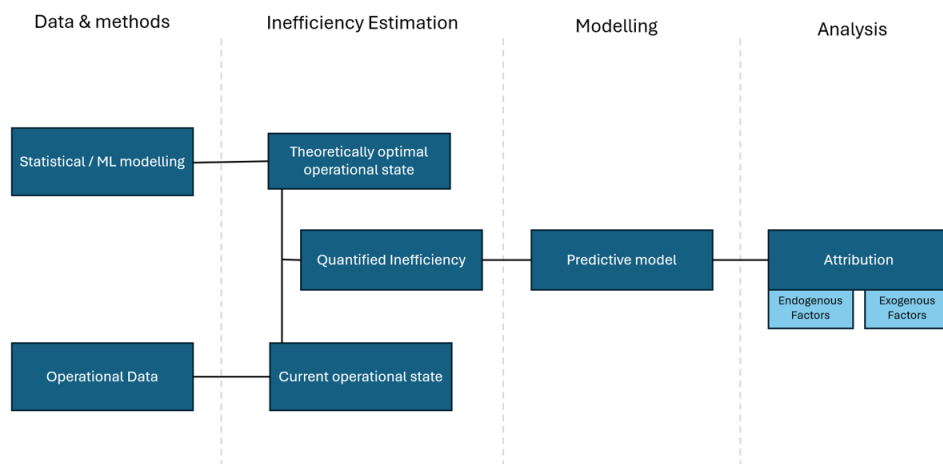 Data & methods
Inefficiency Estimation
Modelling
Analysis
Statistical / ML modelling
Theoretically optimal
operational state
Quantified Inefficiency
Predictive model
Attribution
Endogenous
Factors
Exogenous
Factors
Operational Data
Current operational state